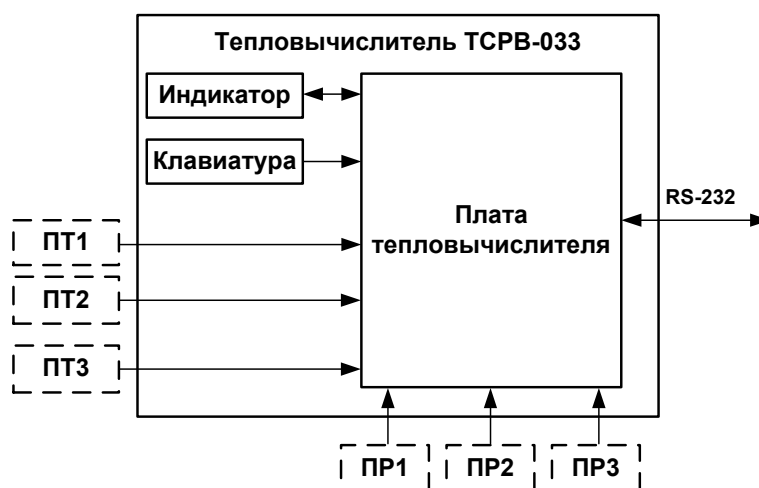 Тепловычислитель ТСРВ-033
Индикатор
Клавиатура
Плата
тепловычислителя
RS-232
ПТ1
ПТ2
ПТ3
ПР1
ПР2
ПР3